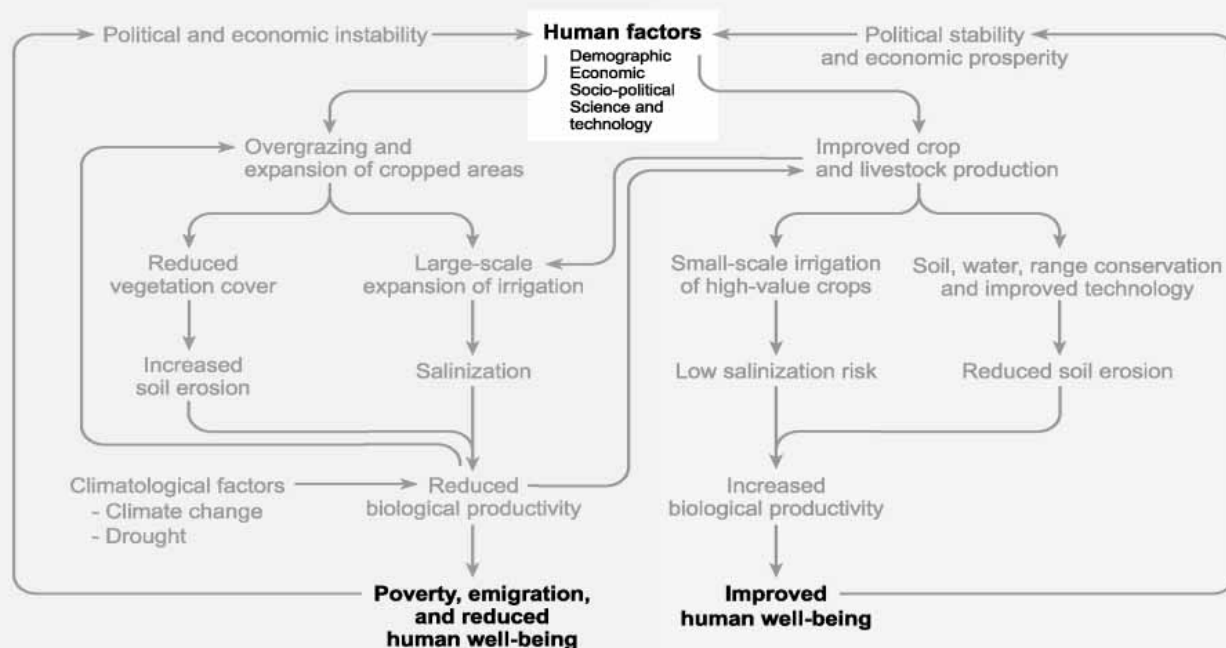 Political and economic instability
Human factors
Demographic
Economic
Socio-political
Science and
technology
Political stability
and economic prosperity
Overgrazing and
expansion of cropped areas
Improved crop
and livestock production
Reduced
vegetation cover
Large-scale
expansion of irrigation
Small-scale irrigation
of high-value crops
Soil, water, range conservation
and improved technology
Increased
soil erosion
Salinization
Low salinization risk
Reduced soil erosion
Climatological factors
- Climate change
- Drought
Reduced
biological productivity
Increased
biological productivity
Poverty, emigration,
and reduced
human well-being
Improved
human well-being